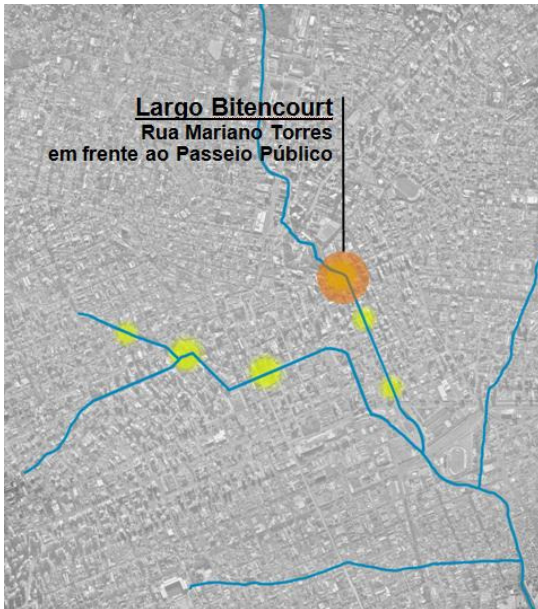 Largo Bitencourt
Rua Mariano Torres
em frente ao Passeio Público